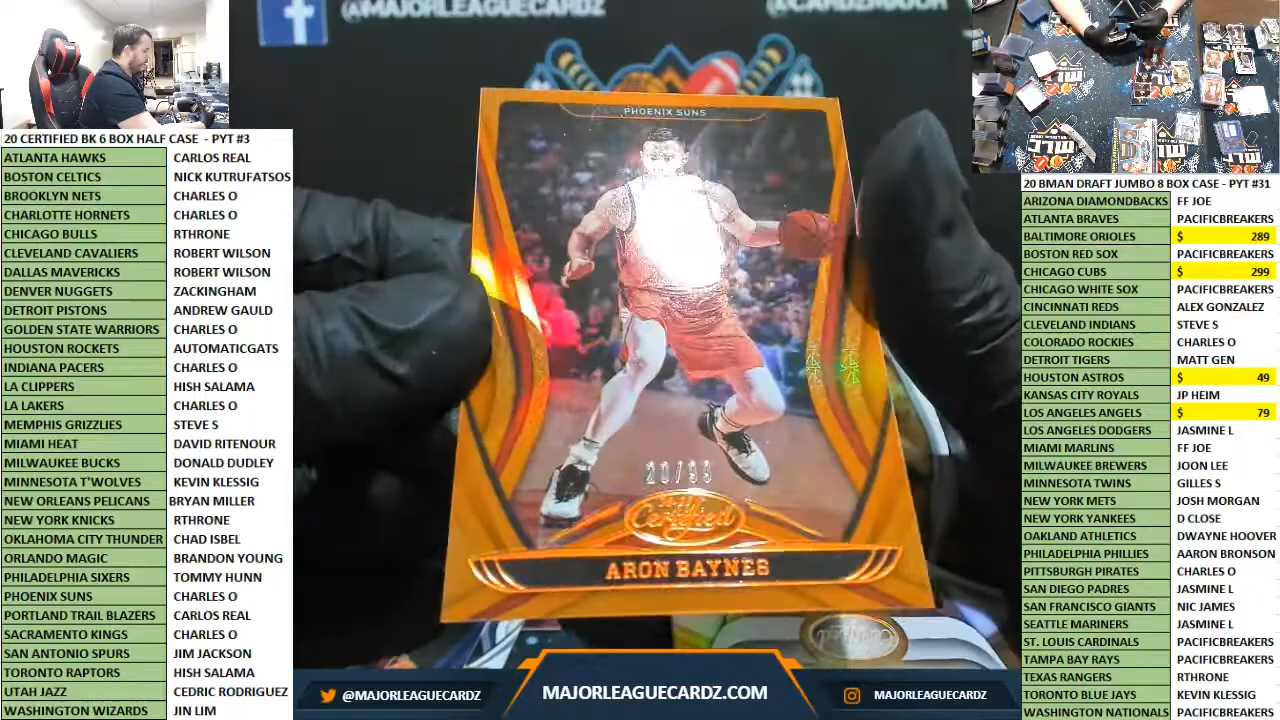 @MAJORLEAGUECARDZ
@CARDZMAJOR
20 CERTIFIED BK 6 BOX HALF CASE - PYT #3
ATLANTA HAWKS CARLOS REAL
BOSTON CELTICS NICK KUTRUFATSOS
BROOKLYN NETS CHARLES O
CHARLOTTE HORNETS CHARLES O
CHICAGO BULLS RTHRONE
CLEVELAND CAVALIERS ROBERT WILSON
DALLAS MAVERICKS ROBERT WILSON
DENVER NUGGETS ZACKINGHAM
DETROIT PISTONS ANDREW GAULD
GOLDEN STATE WARRIORS CHARLES O
HOUSTON ROCKETS AUTOMATICGATS
INDIANA PACERS CHARLES O
LA CLIPPERS HISH SALAMA
LA LAKERS CHARLES O
MEMPHIS GRIZZLIES STEVE S
MIAMI HEAT DAVID RITENOUR
MILWAUKEE BUCKS DONALD DUDLEY
MINNESOTA T'WOLVES KEVIN KLESSIG
NEW ORLEANS PELICANS BRYAN MILLER
NEW YORK KNICKS RTHRONE
OKLAHOMA CITY THUNDER CHAD ISBEL
ORLANDO MAGIC BRANDON YOUNG
PHILADELPHIA SIXERS TOMMY HUNN
PHOENIX SUNS CHARLES O
PORTLAND TRAIL BLAZERS CARLOS REAL
SACRAMENTO KINGS CHARLES O
SAN ANTONIO SPURS JIM JACKSON
TORONTO RAPTORS HISH SALAMA
UTAH JAZZ CEDRIC RODRIGUEZ
WASHINGTON WIZARDS JIN LIM
PHOENIX SUNS
20/99
Certified
ARON BAYNES
Certified
@MAJORLEAGUECARDZ
MAJORLEAGUECARDZ.COM
MAJORLEAGUECARDZ
MLC
MLC
20 BMAN DRAFT JUMBO 8 BOX CASE - PYT #31
ARIZONA DIAMONDBACKS FF JOE
ATLANTA BRAVES PACIFICBREAKERS
BALTIMORE ORIOLES $ 289
BOSTON RED SOX PACIFICBREAKERS
CHICAGO CUBS $ 299
CHICAGO WHITE SOX PACIFICBREAKERS
CINCINNATI REDS ALEX GONZALEZ
CLEVELAND INDIANS STEVE S
COLORADO ROCKIES CHARLES O
DETROIT TIGERS MATT GEN
HOUSTON ASTROS $ 49
KANSAS CITY ROYALS JP HEIM
LOS ANGELES ANGELS $ 79
LOS ANGELES DODGERS JASMINE L
MIAMI MARLINS FF JOE
MILWAUKEE BREWERS JOON LEE
MINNESOTA TWINS GILLES S
NEW YORK METS JOSH MORGAN
NEW YORK YANKEES D CLOSE
OAKLAND ATHLETICS DWAYNE HOOVER
PHILADELPHIA PHILLIES AARON BRONSON
PITTSBURGH PIRATES CHARLES O
SAN DIEGO PADRES JASMINE L
SAN FRANCISCO GIANTS NIC JAMES
SEATTLE MARINERS JASMINE L
ST. LOUIS CARDINALS PACIFICBREAKERS
TAMPA BAY RAYS PACIFICBREAKERS
TEXAS RANGERS RTHRONE
TORONTO BLUE JAYS KEVIN KLESSIG
WASHINGTON NATIONALS PACIFICBREAKERS